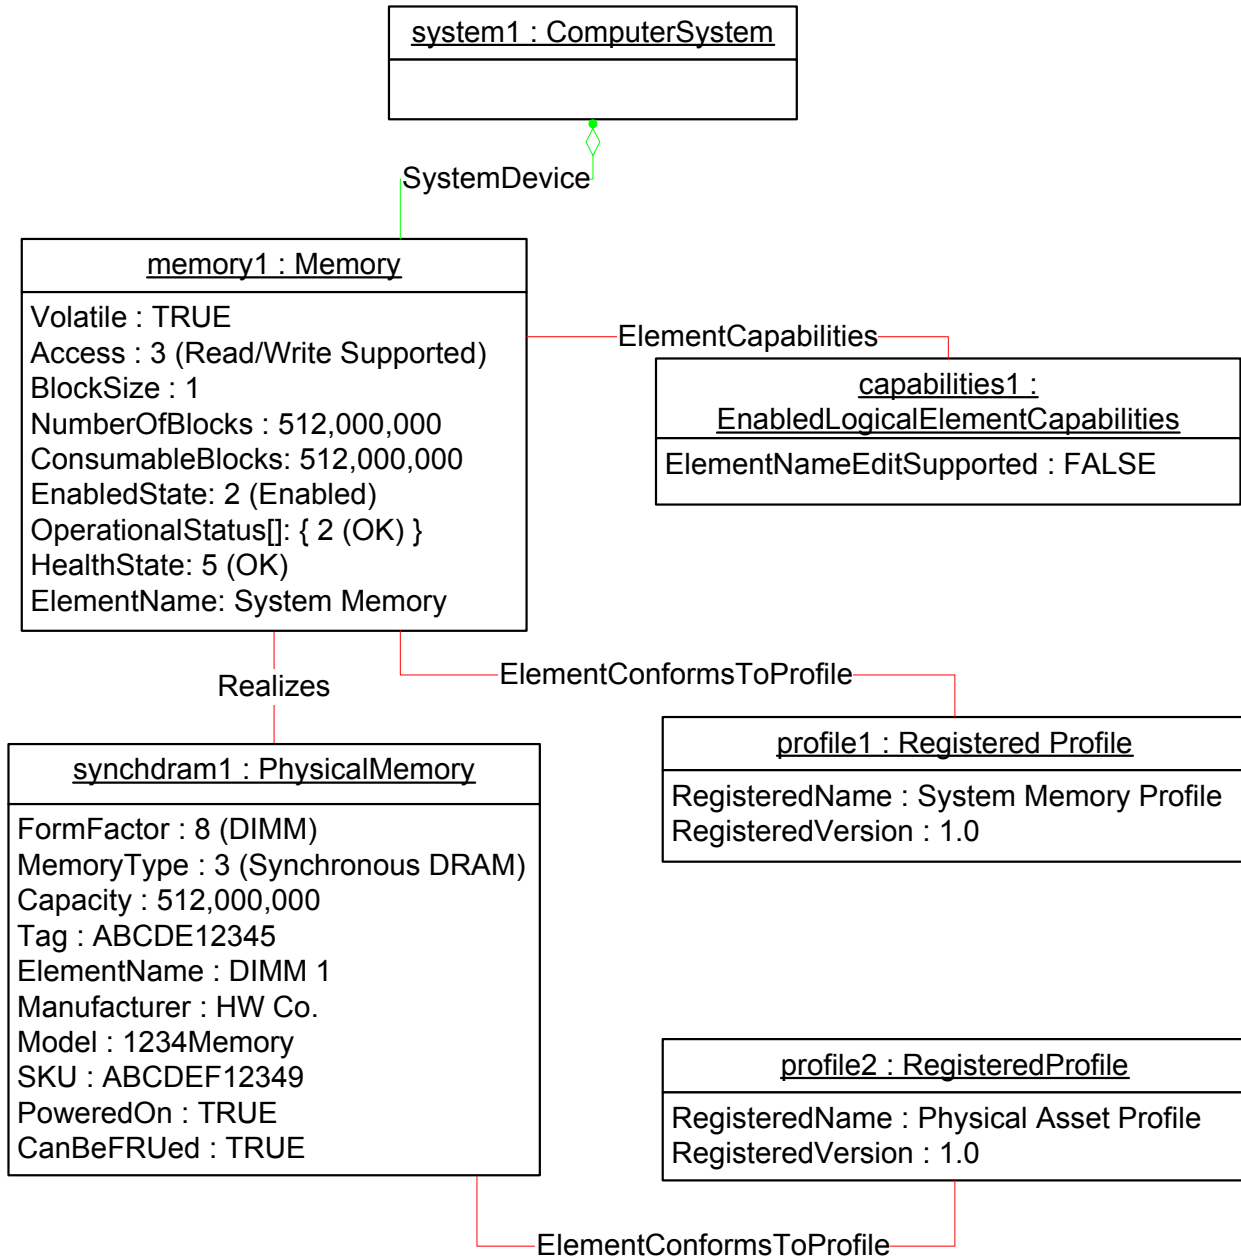 system1 : ComputerSystem
SystemDevice
memory1 : Memory
Volatile : TRUE
Access : 3 (Read/Write Supported)
BlockSize : 1
NumberOfBlocks : 512,000,000
ConsumableBlocks: 512,000,000
EnabledState: 2 (Enabled)
OperationalStatus[]: { 2 (OK) }
HealthState: 5 (OK)
ElementName: System Memory
ElementCapabilities
capabilities1 :
EnabledLogicalElementCapabilities
ElementNameEditSupported : FALSE
Realizes
ElementConformsToProfile
profile1 : Registered Profile
RegisteredName : System Memory Profile
RegisteredVersion : 1.0
synchdram1 : PhysicalMemory
FormFactor : 8 (DIMM)
MemoryType : 3 (Synchronous DRAM)
Capacity : 512,000,000
Tag : ABCDE12345
ElementName : DIMM 1
Manufacturer : HW Co.
Model : 1234Memory
SKU : ABCDEF12349
PoweredOn : TRUE
CanBeFRUed : TRUE
profile2 : RegisteredProfile
RegisteredName : Physical Asset Profile
RegisteredVersion : 1.0
ElementConformsToProfile